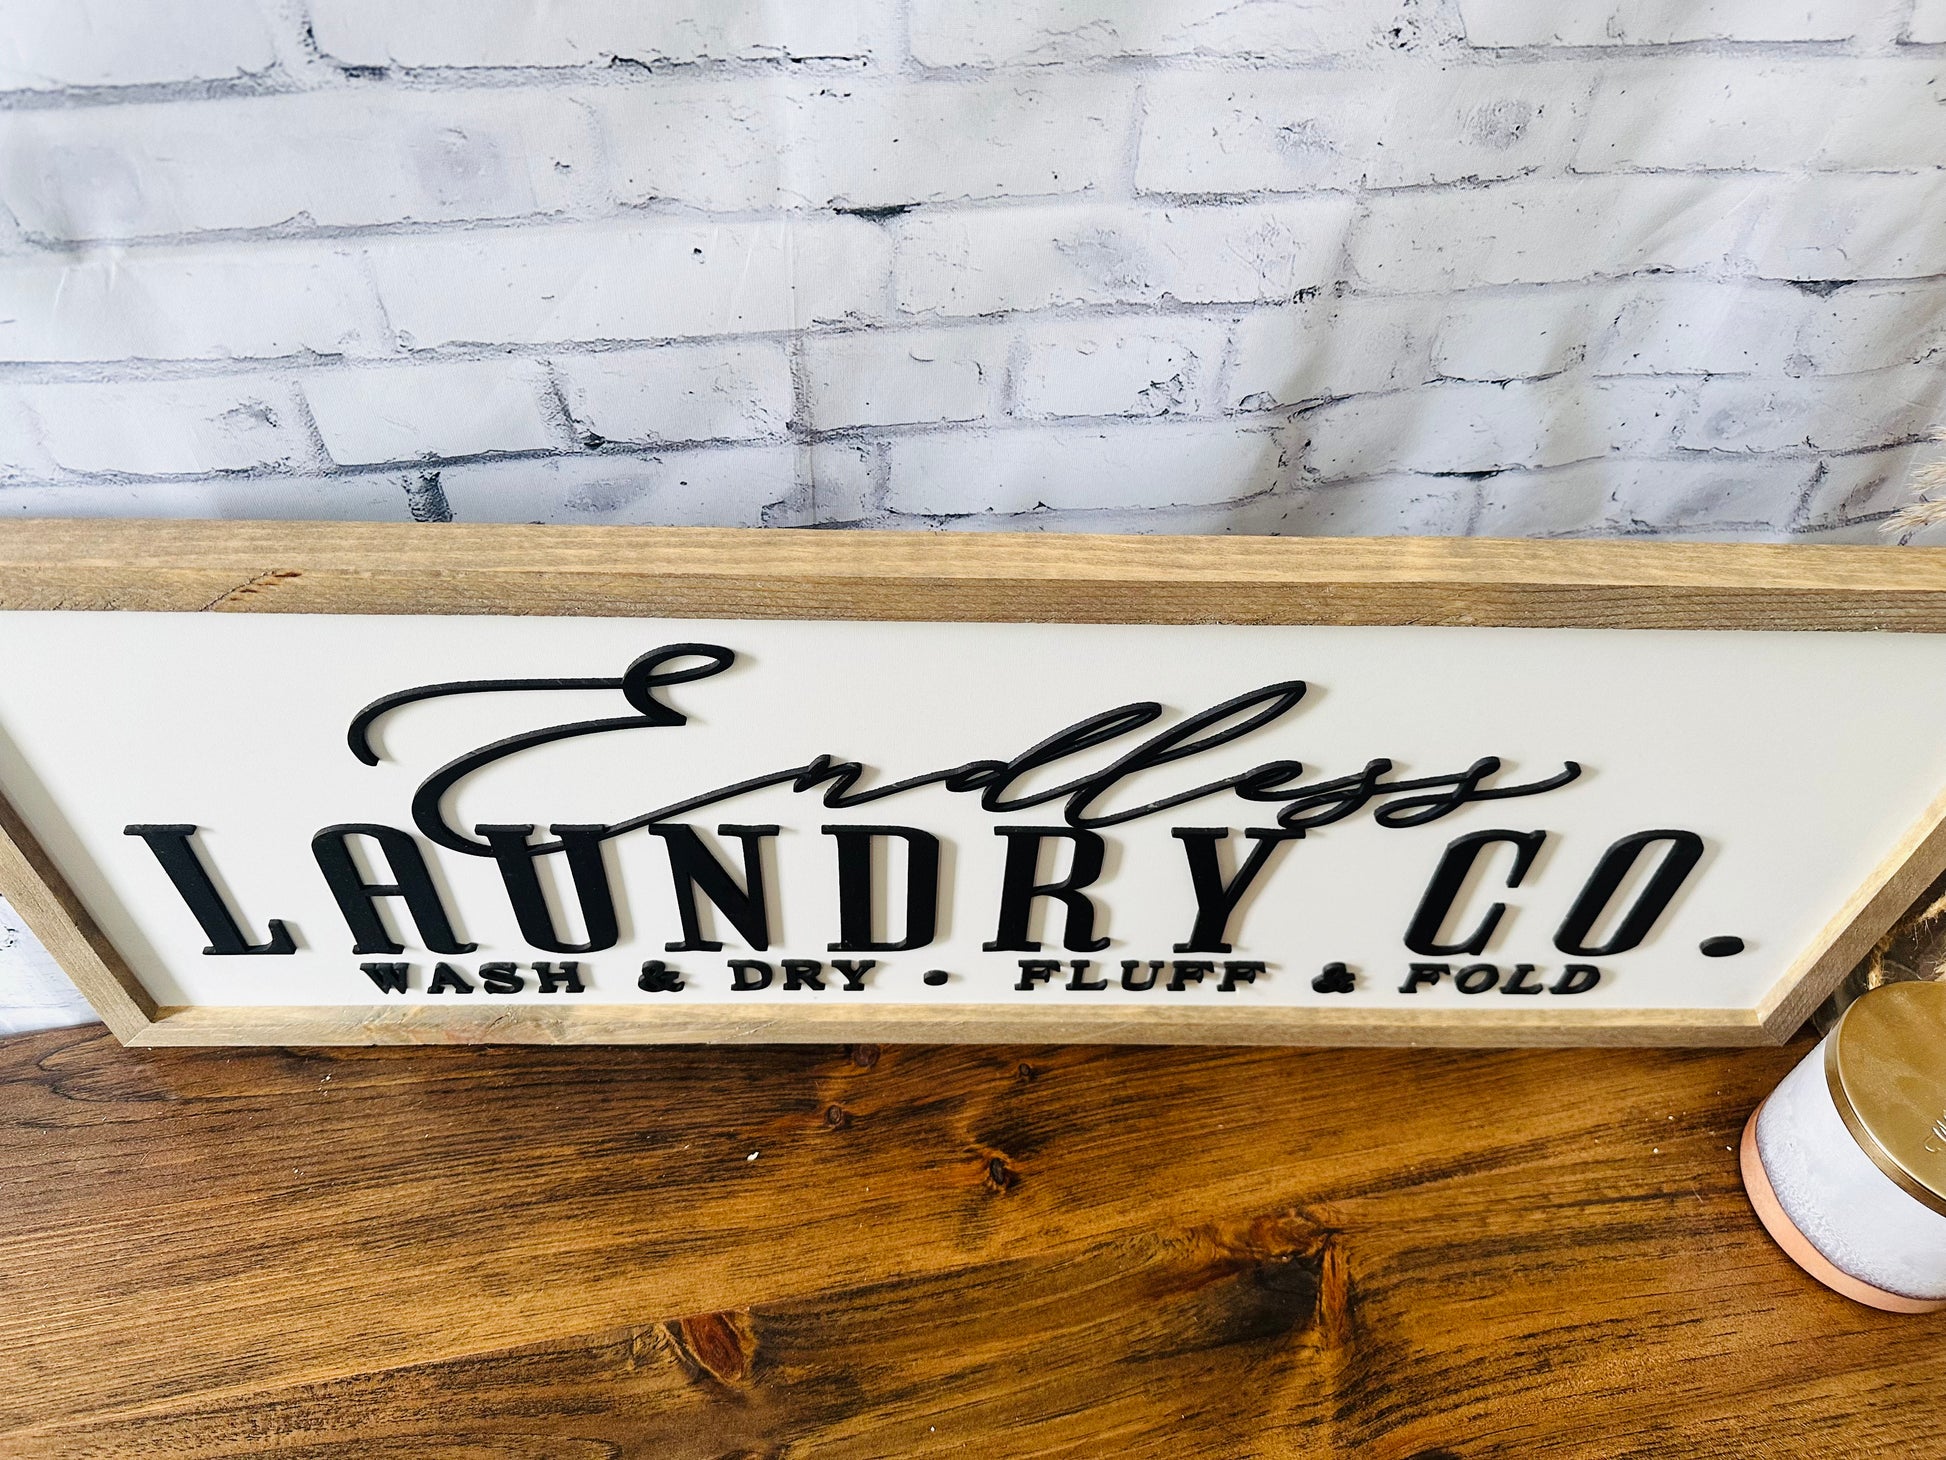 Endless
LAUNDRY CO.
WASH & DRY • FLUFF & FOLD